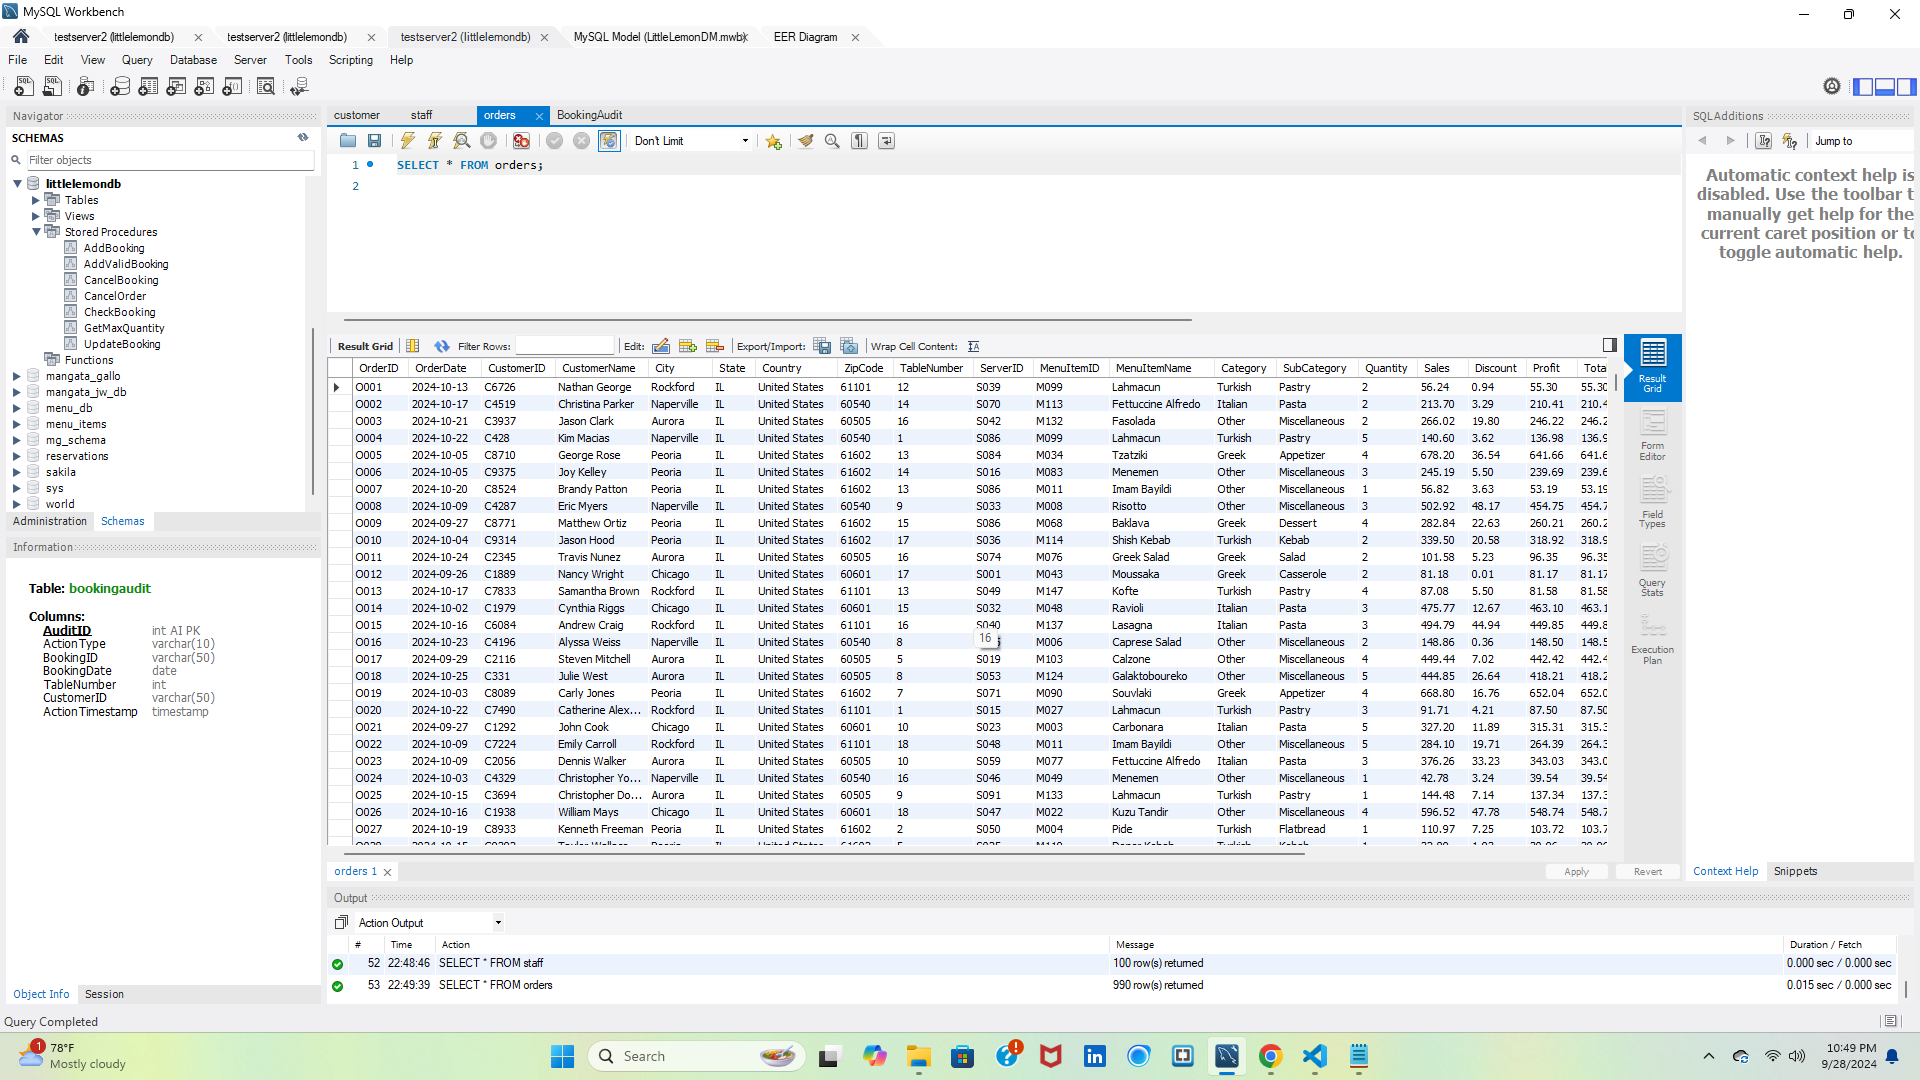 MySQL Workbench
testserver2 (littlelemondb)
testserver2 (littlelemondb)
testserver2 (littlelemondb)
MySQL Model (LittleLemonDM.mwb)
EER Diagram
File Edit View Query Database Server Tools Scripting Help
Navigator
SCHEMAS
Filter objects
littlelemondb
Tables
Views
Stored Procedures
AddBooking
AddValidBooking
CancelBooking
CancelOrder
CheckBooking
GetMaxQuantity
UpdateBooking
Functions
mangata_gallo
mangata_jw_db
menu_db
menu_items
mg_schema
reservations
sakila
sys
world
Administration Schemas
Information
Table: bookingaudit
Columns:
AuditID int AI PK
ActionType varchar(10)
BookingID varchar(50)
BookingDate date
TableNumber int
CustomerID varchar(50)
ActionTimestamp timestamp
Object Info Session
Query Completed
customer staff orders BookingAudit
Don't Limit
1 SELECT * FROM orders;
2
Result Grid Filter Rows: Edit: Export/Import: Wrap Cell Content:
OrderID OrderDate CustomerID CustomerName City State Country ZipCode TableNumber ServerID MenuItemID MenuItemName Category SubCategory Quantity Sales Discount Profit Total
O001 2024-10-13 C6726 Nathan George Rockford IL United States 61101 12 S039 M099 Lahmacun Turkish Pastry 2 56.24 0.94 55.30 55.30
O002 2024-10-17 C4519 Christina Parker Naperville IL United States 60540 14 S070 M113 Fettuccine Alfredo Italian Pasta 2 213.70 3.29 210.41 210.4
O003 2024-10-21 C3937 Jason Clark Aurora IL United States 60505 16 S042 M132 Fasolada Other Miscellaneous 2 266.02 19.80 246.22 246.2
O004 2024-10-22 C428 Kim Macias Naperville IL United States 60540 1 S086 M099 Lahmacun Turkish Pastry 5 140.60 3.62 136.98 136.9
O005 2024-10-05 C8710 George Rose Peoria IL United States 61602 13 S084 M034 Tzatziki Greek Appetizer 4 678.20 36.54 641.66 641.6
O006 2024-10-05 C9375 Joy Kelley Peoria IL United States 61602 14 S016 M083 Menemen Other Miscellaneous 3 245.19 5.50 239.69 239.6
O007 2024-10-20 C8524 Brandy Patton Peoria IL United States 61602 13 S086 M011 Imam Bayildi Other Miscellaneous 1 56.82 3.63 53.19 53.19
O008 2024-10-09 C4287 Eric Myers Naperville IL United States 60540 9 S033 M008 Risotto Other Miscellaneous 3 502.92 48.17 454.75 454.7
O009 2024-09-27 C8771 Matthew Ortiz Peoria IL United States 61602 15 S086 M068 Baklava Greek Dessert 4 282.84 22.63 260.21 260.2
O010 2024-10-04 C9314 Jason Hood Peoria IL United States 61602 17 S036 M114 Shish Kebab Turkish Kebab 2 339.50 20.58 318.92 318.9
O011 2024-10-24 C2345 Travis Nunez Aurora IL United States 60505 16 S074 M076 Greek Salad Greek Salad 2 101.58 5.23 96.35 96.35
O012 2024-09-26 C1889 Nancy Wright Chicago IL United States 60601 17 S001 M043 Moussaka Greek Casserole 2 81.18 0.01 81.17 81.17
O013 2024-10-17 C7833 Samantha Brown Rockford IL United States 61101 13 S049 M147 Kofte Turkish Pastry 4 87.08 5.50 81.58 81.58
O014 2024-10-02 C1979 Cynthia Riggs Chicago IL United States 60601 15 S032 M048 Ravioli Italian Pasta 3 475.77 12.67 463.10 463.1
O015 2024-10-16 C6084 Andrew Craig Rockford IL United States 61101 16 S040 M137 Lasagna Italian Pasta 3 494.79 44.94 449.85 449.8
O016 2024-10-23 C4196 Alyssa Weiss Naperville IL United States 60540 8 16 M006 Caprese Salad Other Miscellaneous 2 148.86 0.36 148.50 148.5
O017 2024-09-29 C2116 Steven Mitchell Aurora IL United States 60505 5 S019 M103 Calzone Other Miscellaneous 4 449.44 7.02 442.42 442.4
O018 2024-10-25 C331 Julie West Aurora IL United States 60505 8 S053 M124 Galaktoboureko Other Miscellaneous 5 444.85 26.64 418.21 418.2
O019 2024-10-03 C8089 Carly Jones Peoria IL United States 61602 7 S071 M090 Souvlaki Greek Appetizer 4 668.80 16.76 652.04 652.0
O020 2024-10-22 C7490 Catherine Alex... Rockford IL United States 61101 1 S015 M027 Lahmacun Turkish Pastry 3 91.71 4.21 87.50 87.50
O021 2024-09-27 C1292 John Cook Chicago IL United States 60601 10 S023 M003 Carbonara Italian Pasta 5 327.20 11.89 315.31 315.3
O022 2024-10-09 C7224 Emily Carroll Rockford IL United States 61101 18 S048 M011 Imam Bayildi Other Miscellaneous 5 284.10 19.71 264.39 264.3
O023 2024-10-09 C2056 Dennis Walker Aurora IL United States 60505 10 S059 M077 Fettuccine Alfredo Italian Pasta 3 376.26 33.23 343.03 343.0
O024 2024-10-03 C4329 Christopher Yo... Naperville IL United States 60540 16 S046 M049 Menemen Other Miscellaneous 1 42.78 3.24 39.54 39.54
O025 2024-10-15 C3694 Christopher Do... Aurora IL United States 60505 9 S091 M133 Lahmacun Turkish Pastry 1 144.48 7.14 137.34 137.3
O026 2024-10-16 C1938 William Mays Chicago IL United States 60601 18 S047 M022 Kuzu Tandir Other Miscellaneous 4 596.52 47.78 548.74 548.7
O027 2024-10-19 C8933 Kenneth Freeman Peoria IL United States 61602 2 S050 M004 Pide Turkish Flatbread 1 110.97 7.25 103.72 103.7
Result Grid
Form Editor
Field Types
Query Stats
Execution Plan
orders 1 Apply Revert
SQLAdditions
Jump to
Automatic context help is
disabled. Use the toolbar t
manually get help for the
current caret position or to
toggle automatic help.
Context Help Snippets
Output
Action Output
# Time Action Message Duration / Fetch
52 22:48:46 SELECT * FROM staff 100 row(s) returned 0.000 sec / 0.000 sec
53 22:49:39 SELECT * FROM orders 990 row(s) returned 0.015 sec / 0.000 sec
1 78°F
Mostly cloudy
Search
10:49 PM
9/28/2024